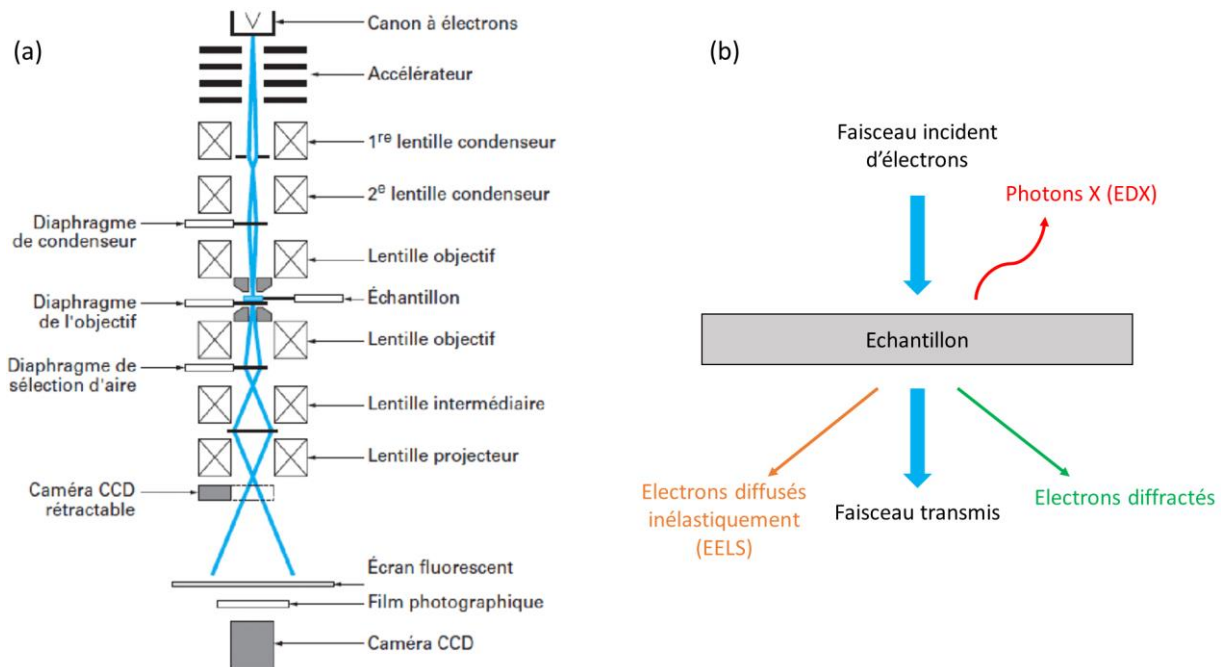 (a)
Canon à électrons
Accélérateur
1re lentille condenseur
2e lentille condenseur
Diaphragme
de condenseur
Lentille objectif
Échantillon
Diaphragme
de l'objectif
Lentille objectif
Diaphragme de
sélection d'aire
Lentille intermédiaire
Lentille projecteur
Caméra CCD
rétractable
Écran fluorescent
Film photographique
Caméra CCD
(b)
Faisceau incident
d'électrons
Photons X (EDX)
Echantillon
Electrons diffusés
inélastiquement
(EELS)
Faisceau transmis
Electrons diffractés